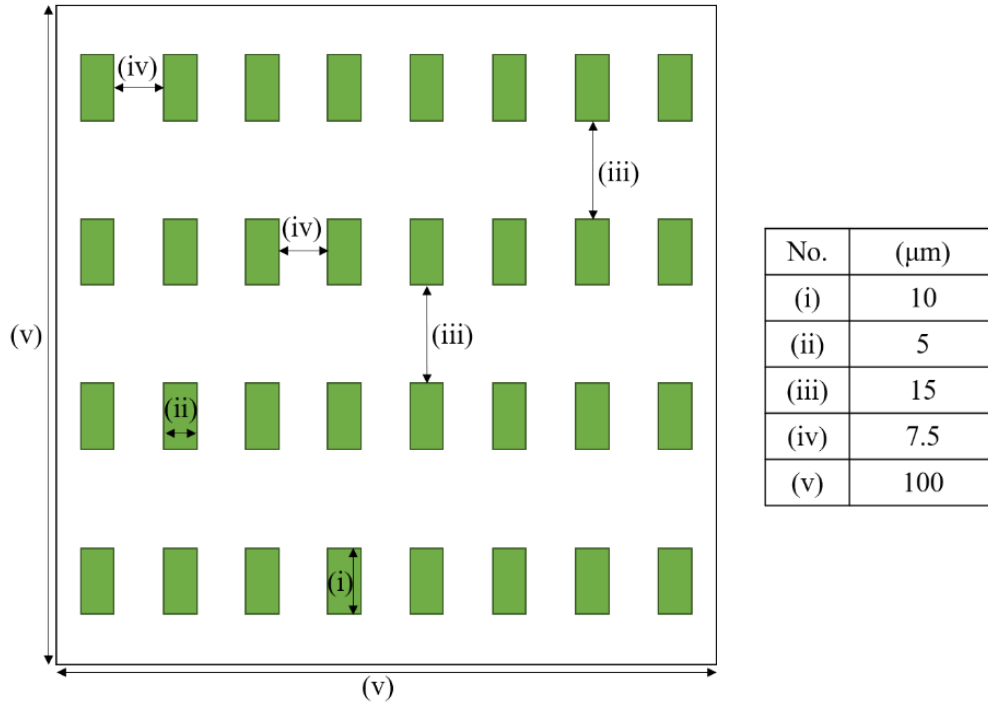 (iv)
(iii)
(iv)
(v)
(iii)
(ii)
(i)
(v)
No. (μm)
(i) 10
(ii) 5
(iii) 15
(iv) 7.5
(v) 100